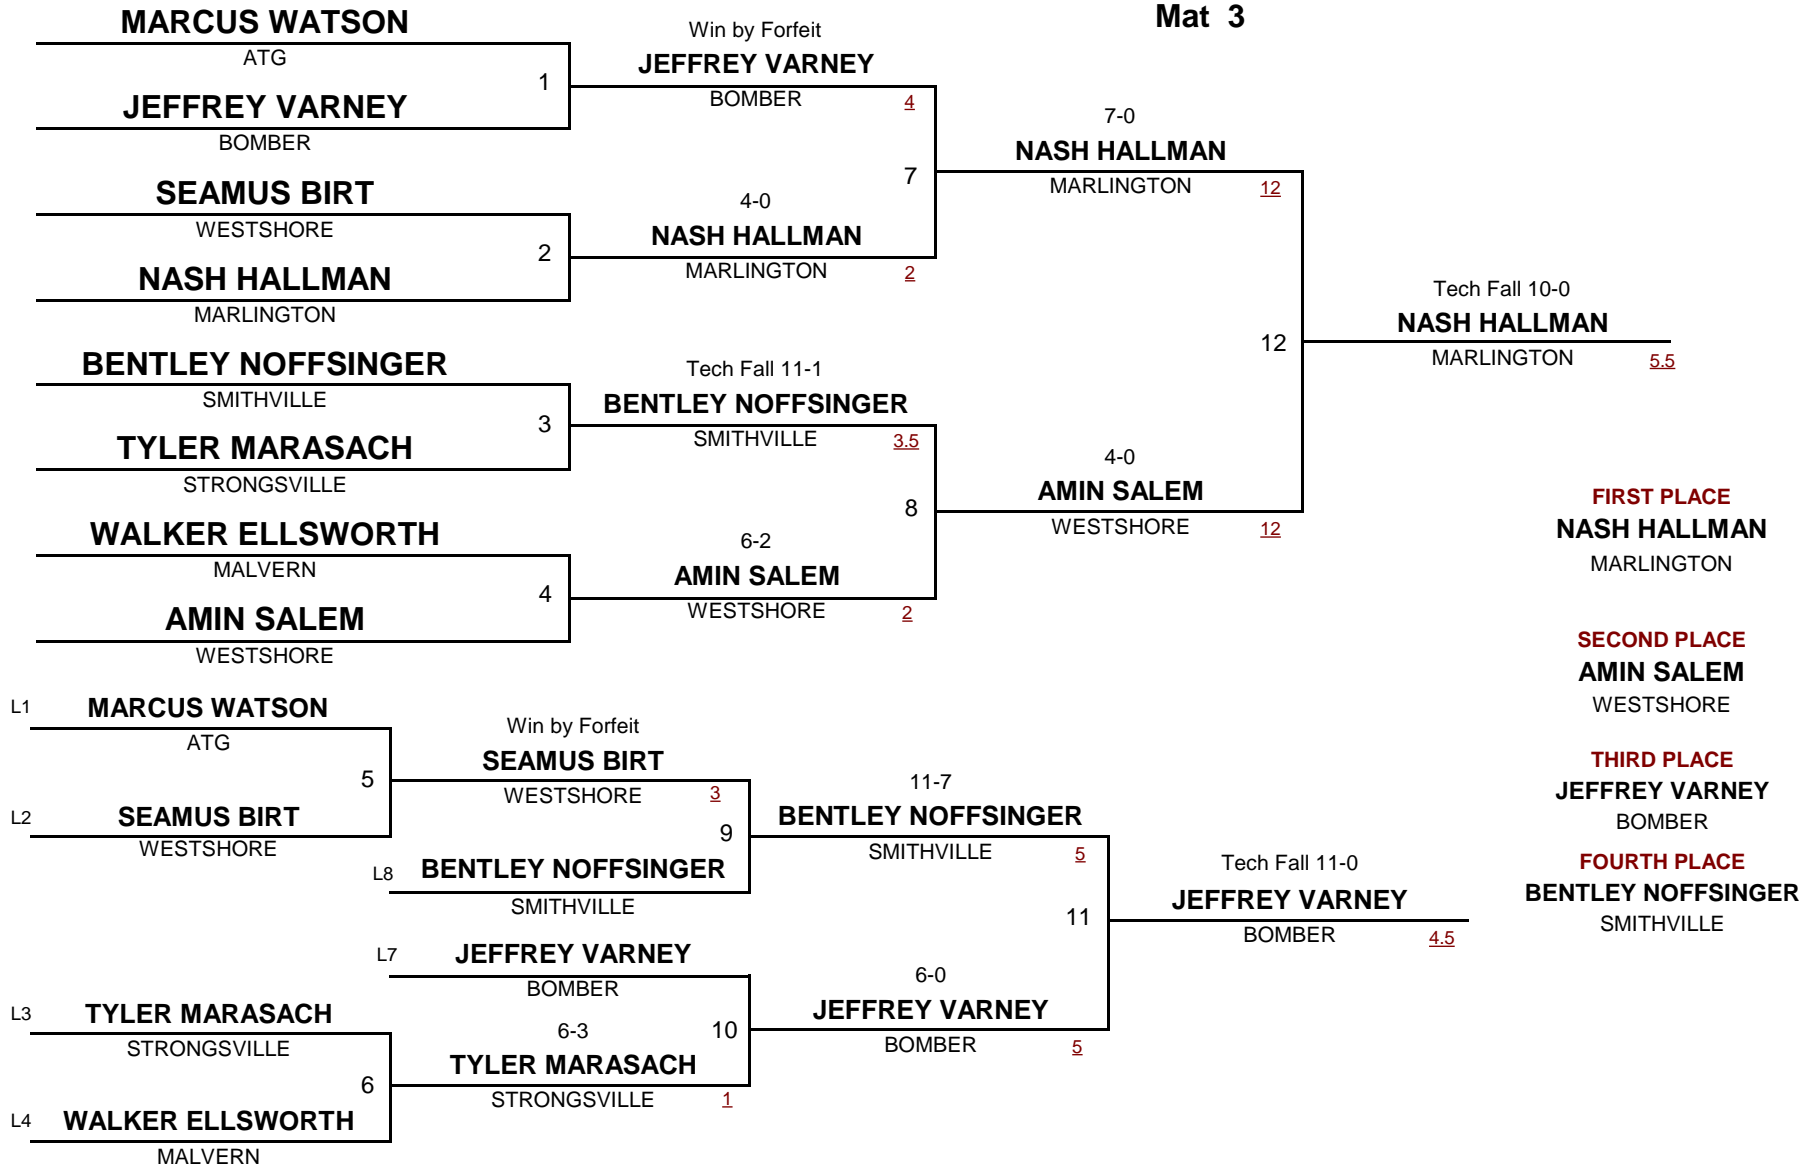 Mat 3
MARCUS WATSON
ATG
1
JEFFREY VARNEY
BOMBER
SEAMUS BIRT
WESTSHORE
2
NASH HALLMAN
MARLINGTON
BENTLEY NOFFSINGER
SMITHVILLE
3
TYLER MARASACH
STRONGSVILLE
WALKER ELLSWORTH
MALVERN
4
AMIN SALEM
WESTSHORE
Win by Forfeit
JEFFREY VARNEY
BOMBER 4
7
4-0
NASH HALLMAN
MARLINGTON 2
Tech Fall 11-1
BENTLEY NOFFSINGER
SMITHVILLE 3.5
8
6-2
AMIN SALEM
WESTSHORE 2
7-0
NASH HALLMAN
MARLINGTON 12
12
4-0
AMIN SALEM
WESTSHORE 12
Tech Fall 10-0
NASH HALLMAN
MARLINGTON 5.5
FIRST PLACE
NASH HALLMAN
MARLINGTON
SECOND PLACE
AMIN SALEM
WESTSHORE
THIRD PLACE
JEFFREY VARNEY
BOMBER
FOURTH PLACE
BENTLEY NOFFSINGER
SMITHVILLE
L1 MARCUS WATSON
ATG
5
L2 SEAMUS BIRT
WESTSHORE
L3 TYLER MARASACH
STRONGSVILLE
6
L4 WALKER ELLSWORTH
MALVERN
Win by Forfeit
SEAMUS BIRT
WESTSHORE 3
9
L8 BENTLEY NOFFSINGER
SMITHVILLE
L7 JEFFREY VARNEY
BOMBER
10
6-3
TYLER MARASACH
STRONGSVILLE 1
11-7
BENTLEY NOFFSINGER
SMITHVILLE 5
11
6-0
JEFFREY VARNEY
BOMBER 5
Tech Fall 11-0
JEFFREY VARNEY
BOMBER 4.5